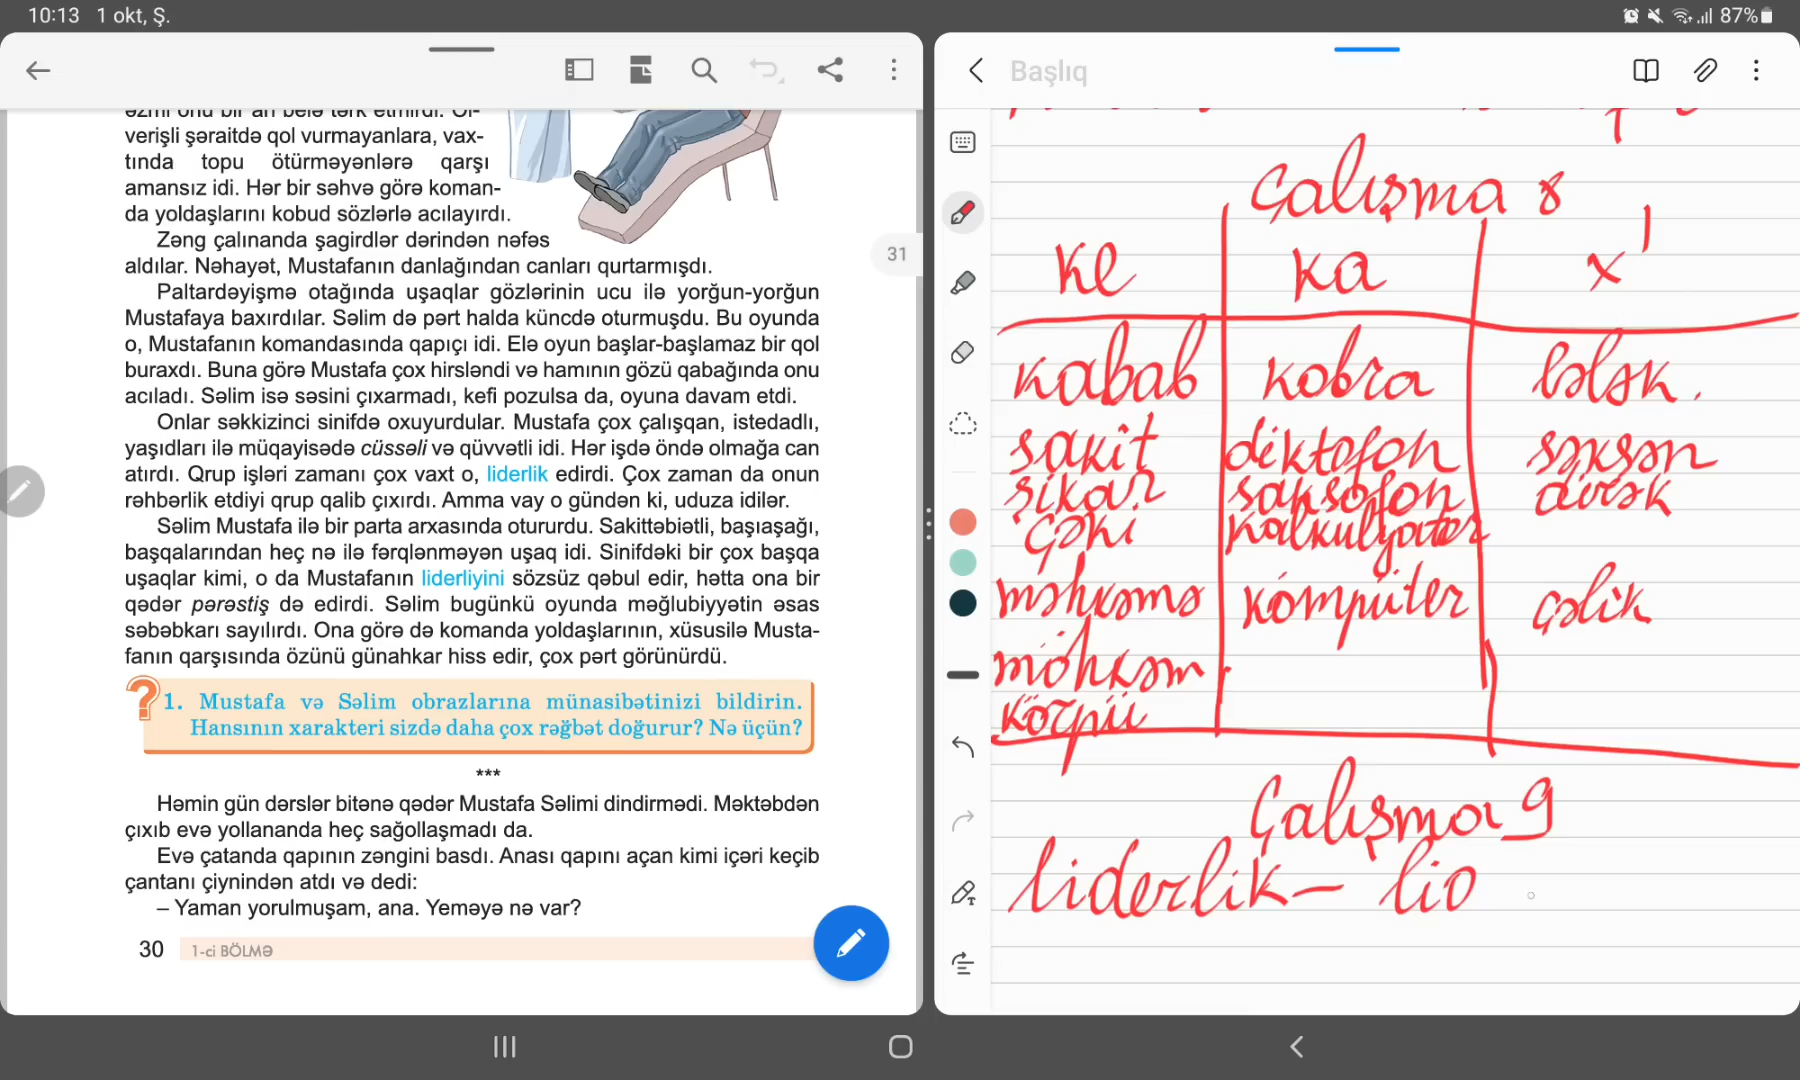 10:13 1 okt, Ş.
87%
əzmi onu bir an belə tərk etmirdi. Əl-
verişli şəraitdə qol vurmayanlara, vax-
tında topu ötürməyənlərə qarşı
amansız idi. Hər bir səhvə görə koman-
da yoldaşlarını kobud sözlərlə acılayırdı.
Zəng çalınanda şagirdlər dərindən nəfəs
aldılar. Nəhayət, Mustafanın danlağından canları qurtarmışdı.
Paltardəyişmə otağında uşaqlar gözlərinin ucu ilə yorğun-yorğun
Mustafaya baxırdılar. Səlim də pərt halda küncdə oturmuşdu. Bu oyunda
o, Mustafanın komandasında qapıçı idi. Elə oyun başlar-başlamaz bir qol
buraxdı. Buna görə Mustafa çox hirsləndi və hamının gözü qabağında onu
acıladı. Səlim isə səsini çıxarmadı, kefi pozulsa da, oyuna davam etdi.
Onlar səkkizinci sinifdə oxuyurdular. Mustafa çox çalışqan, istedadlı,
yaşıdları ilə müqayisədə cüssəli və qüvvətli idi. Hər işdə öndə olmağa can
atırdı. Qrup işləri zamanı çox vaxt o, liderlik edirdi. Çox zaman da onun
rəhbərlik etdiyi qrup qalib çıxırdı. Amma vay o gündən ki, uduza idilər.
Səlim Mustafa ilə bir parta arxasında otururdu. Sakittəbiətli, başıaşağı,
başqalarından heç nə ilə fərqlənməyən uşaq idi. Sinifdəki bir çox başqa
uşaqlar kimi, o da Mustafanın liderliyini sözsüz qəbul edir, hətta ona bir
qədər pərəstiş də edirdi. Səlim bugünkü oyunda məğlubiyyətin əsas
səbəbkarı sayılırdı. Ona görə də komanda yoldaşlarının, xüsusilə Musta-
fanın qarşısında özünü günahkar hiss edir, çox pərt görünürdü.
31
? 1. Mustafa və Səlim obrazlarına münasibətinizi bildirin.
Hansının xarakteri sizdə daha çox rəğbət doğurur? Nə üçün?
***
Həmin gün dərslər bitənə qədər Mustafa Səlimi dindirmədi. Məktəbdən
çıxıb evə yollananda heç sağollaşmadı da.
Evə çatanda qapının zəngini basdı. Anası qapını açan kimi içəri keçib
çantanı çiynindən atdı və dedi:
– Yaman yorulmuşam, ana. Yeməyə nə var?
30 1-ci BÖLMƏ
Başlıq
Çalışma 8
ke ka x'
kabab kobra ləlĸ.
sakit diktofon səksən
şikar saksofon dirək
çəki kalkulyator
məhkəmə kompüter çəlik
möhkəm
körpü
Çalışma 9
liderlik – lid